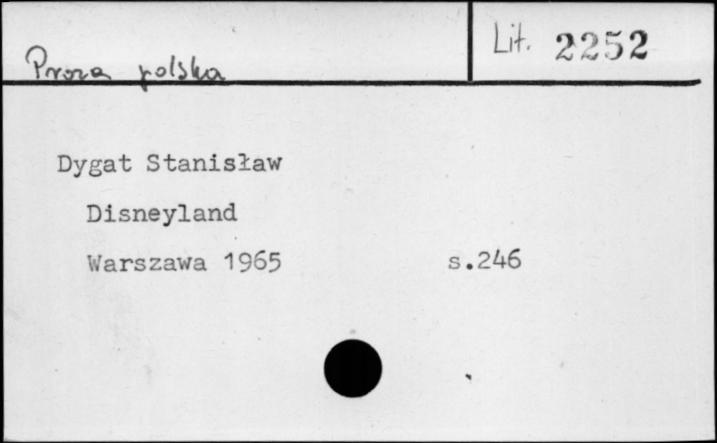 Proza polska
Lit. 2252
Dygat Stanisław
Disneyland
Warszawa 1965 s.246